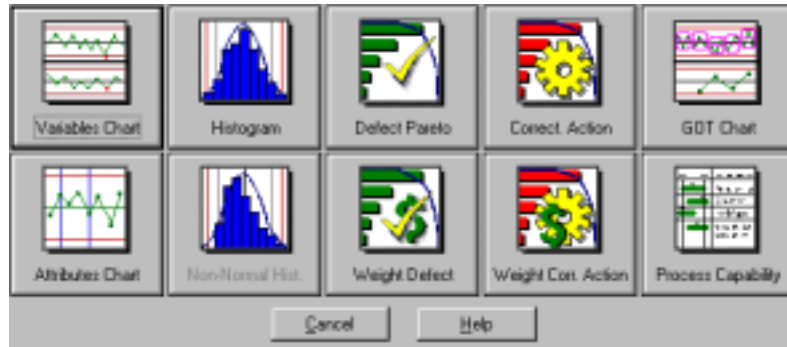 Variables Chart
Histogram
Defect Pareto
Correct. Action
GDT Chart
Attributes Chart
Non-Normal Hist.
Weight Defect
Weight Corr. Action
Process Capability
Cancel
Help